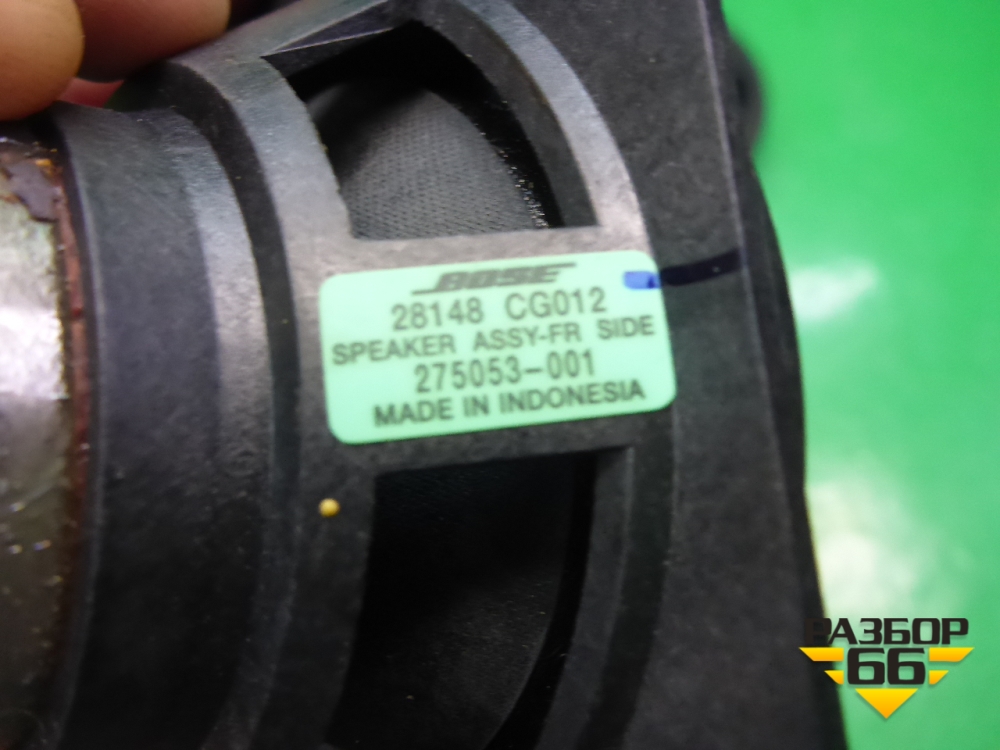 BOSE
28148 CG012
SPEAKER ASSY-FR SIDE
275053-001
MADE IN INDONESIA
РАЗБОР
66